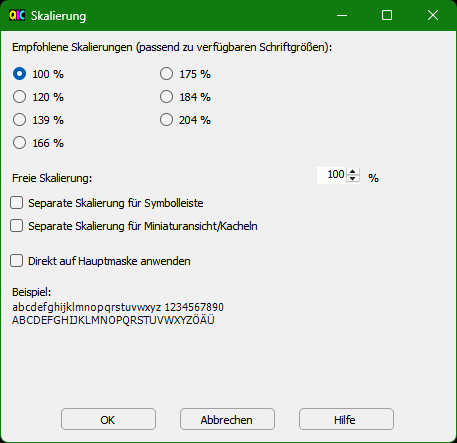 QIC Skalierung
Empfohlene Skalierungen (passend zu verfügbaren Schriftgrößen):
100 % 175 %
120 % 184 %
139 % 204 %
166 %
Freie Skalierung: 100 %
Separate Skalierung für Symbolleiste
Separate Skalierung für Miniaturansicht/Kacheln
Direkt auf Hauptmaske anwenden
Beispiel:
abcdefghijklmnopqrstuvwxyz 1234567890
ABCDEFGHIJKLMNOPQRSTUVWXYZÖÄÜ
OK Abbrechen Hilfe